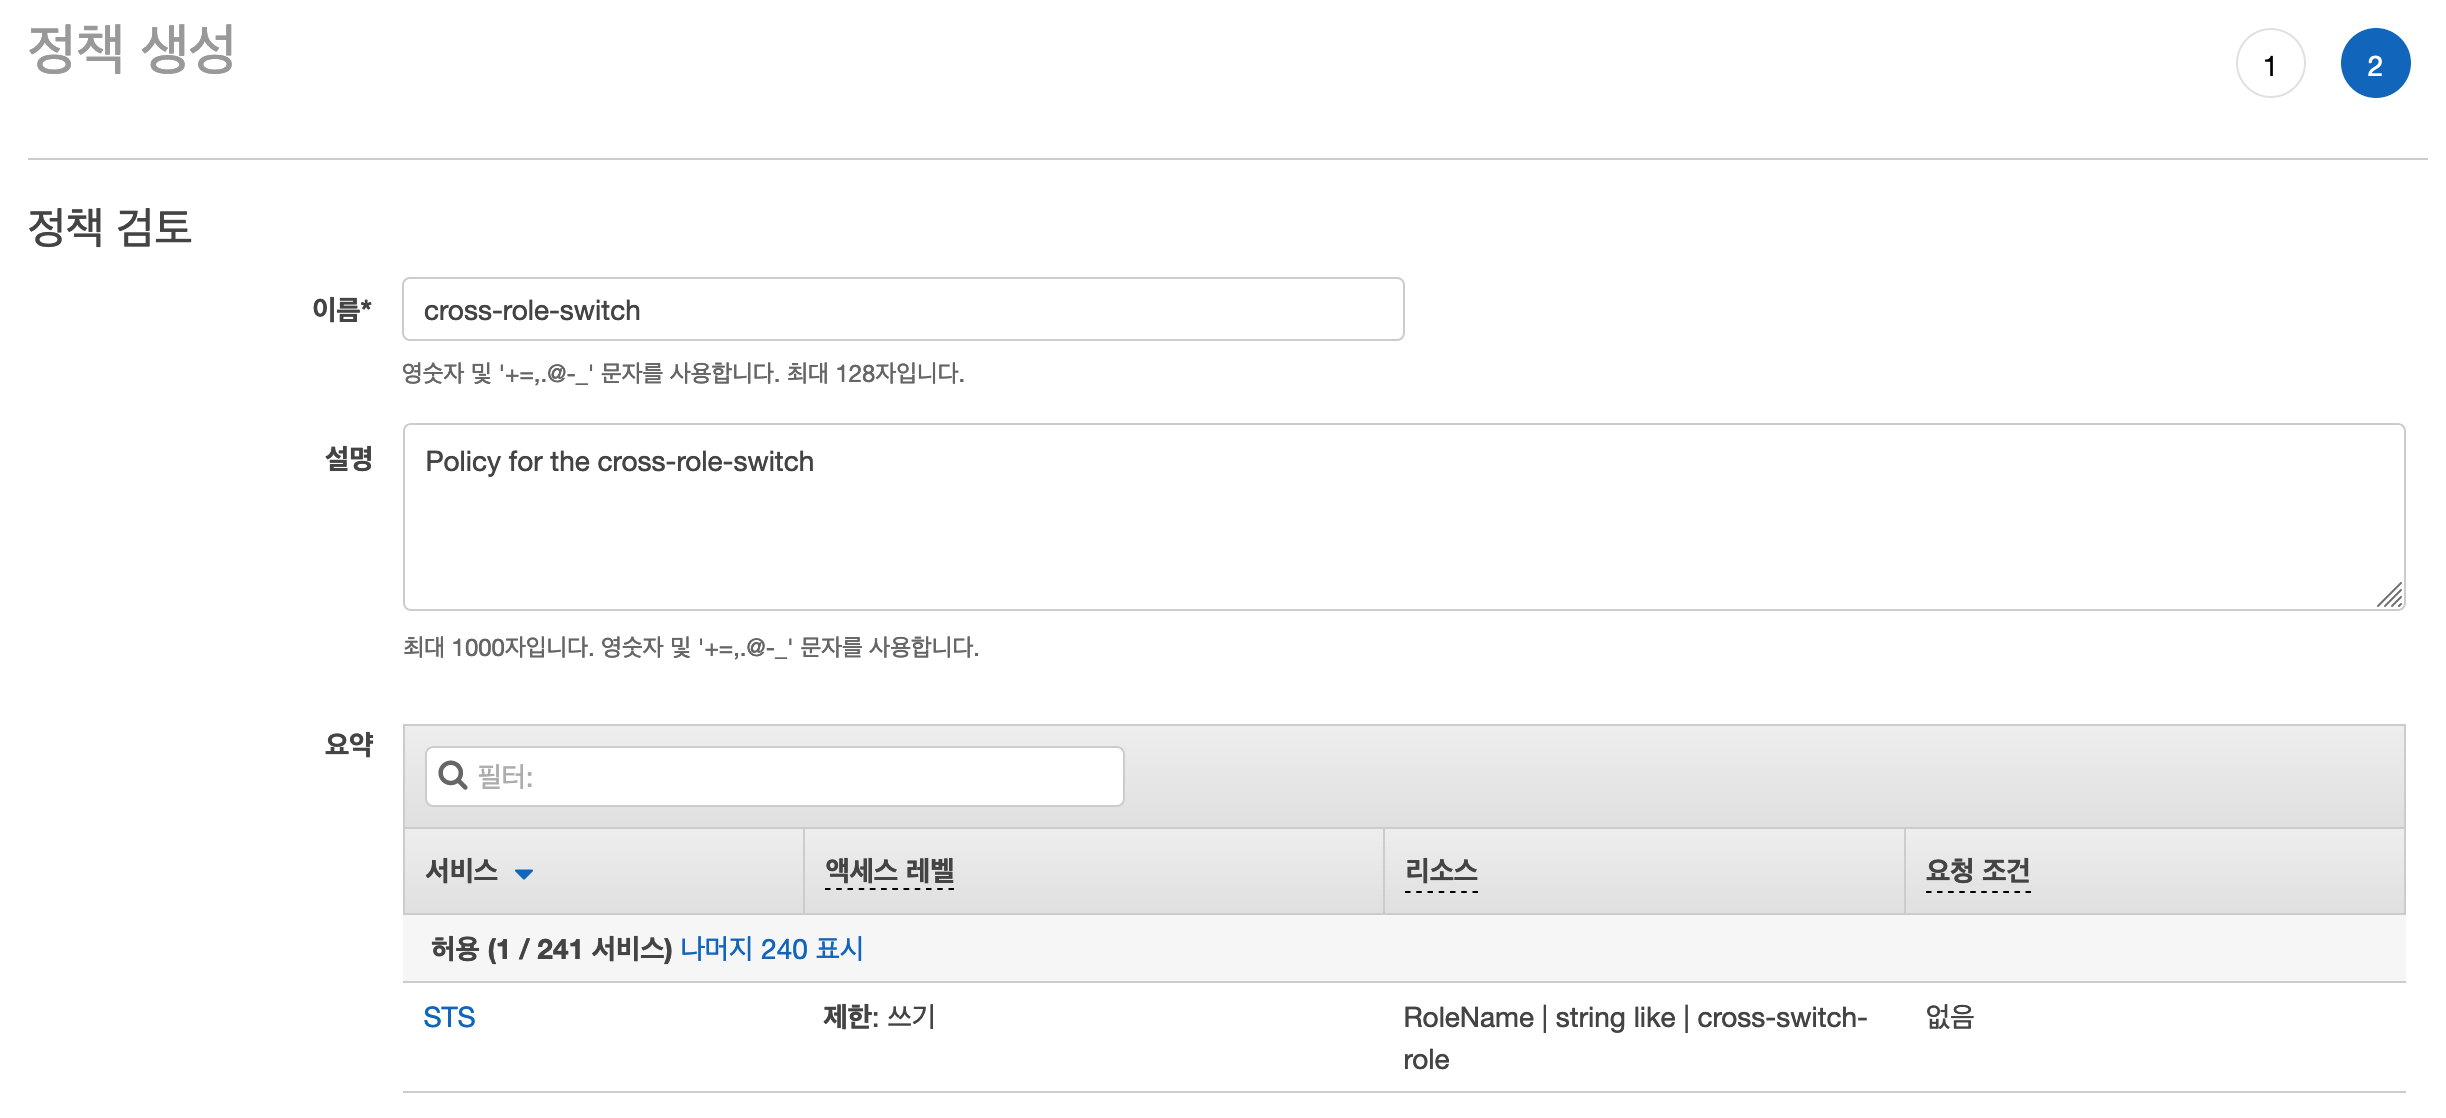 정책 생성
1
2
정책 검토
이름*
cross-role-switch
영숫자 및 '+=,.@-_' 문자를 사용합니다. 최대 128자입니다.
설명
Policy for the cross-role-switch
최대 1000자입니다. 영숫자 및 '+=,.@-_' 문자를 사용합니다.
요약
필터:
서비스 액세스 레벨 리소스 요청 조건
허용 (1 / 241 서비스) 나머지 240 표시
STS 제한: 쓰기 RoleName | string like | cross-switch- 없음
role